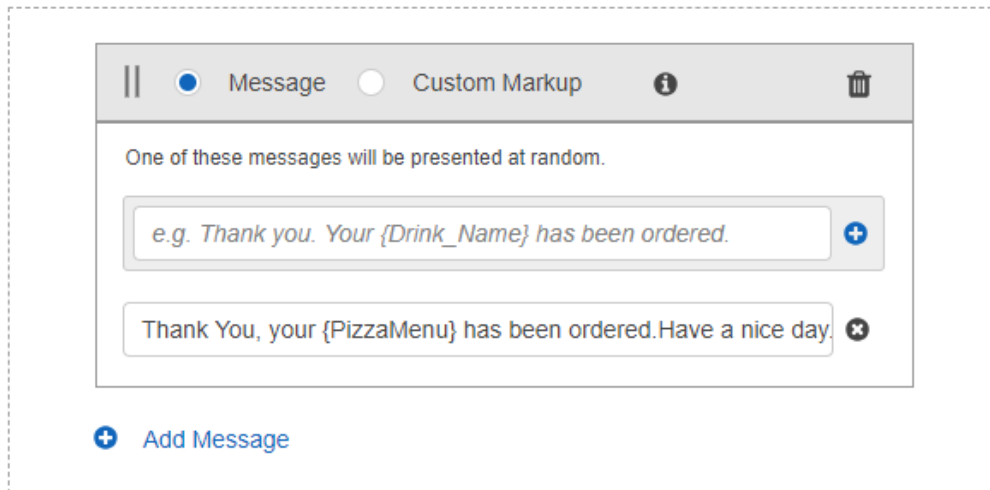 Message Custom Markup
One of these messages will be presented at random.
e.g. Thank you. Your {Drink_Name} has been ordered.
Thank You, your {PizzaMenu} has been ordered.Have a nice day.
Add Message